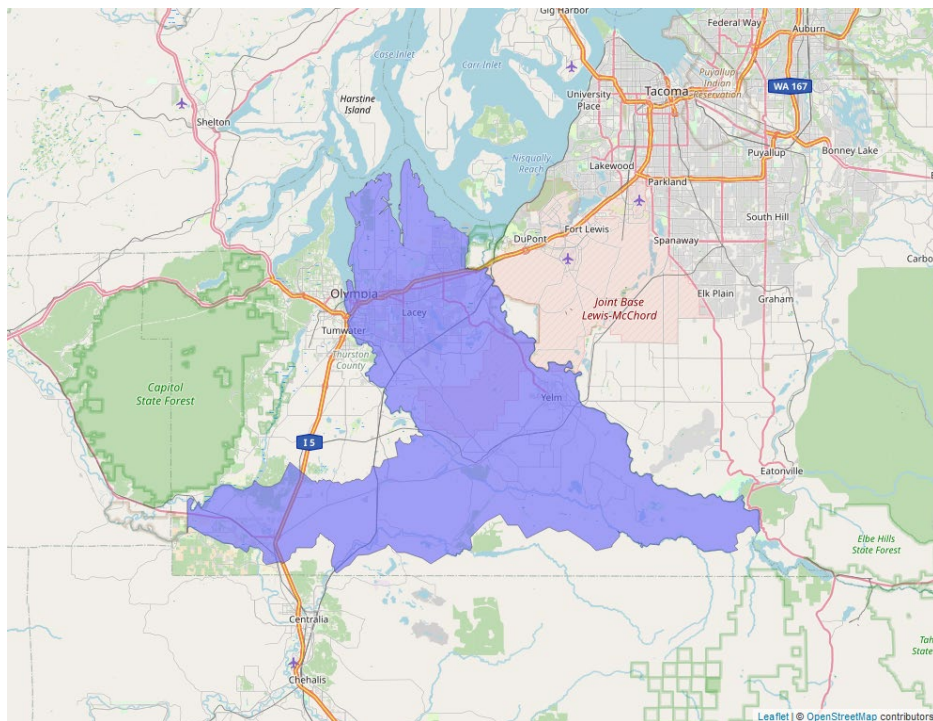 Gig Harbor
Federal Way
Auburn
Case Inlet
Carr Inlet
Puyallup
Indian
Reservation
WA 167
Harstine
Island
University
Place
Tacoma
Shelton
Nisqually
Reach
Puyallup
Bonney Lake
Lakewood
Parkland
South Hill
DuPont
Fort Lewis
Spanaway
Carbo
Olympia
Lacey
Elk Plain
Graham
Joint Base
Lewis-McChord
Tumwater
Thurston
County
Capitol
State Forest
Yelm
I 5
Eatonville
Elbe Hills
State Forest
Centralia
Chehalis
Tah
State
Leaflet | © OpenStreetMap contributors